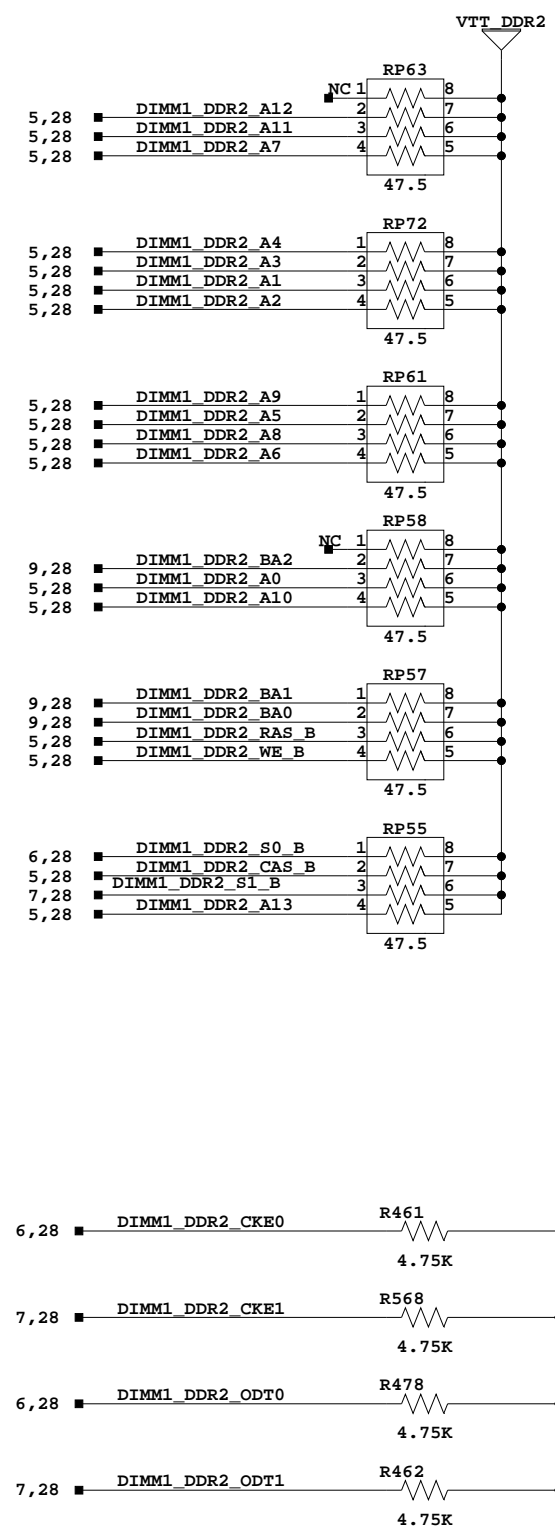 VTT_DDR2
RP63
NC 1 8
5,28 DIMM1_DDR2_A12 2 7
5,28 DIMM1_DDR2_A11 3 6
5,28 DIMM1_DDR2_A7 4 5
47.5
RP72
5,28 DIMM1_DDR2_A4 1 8
5,28 DIMM1_DDR2_A3 2 7
5,28 DIMM1_DDR2_A1 3 6
5,28 DIMM1_DDR2_A2 4 5
47.5
RP61
5,28 DIMM1_DDR2_A9 1 8
5,28 DIMM1_DDR2_A5 2 7
5,28 DIMM1_DDR2_A8 3 6
5,28 DIMM1_DDR2_A6 4 5
47.5
RP58
NC 1 8
9,28 DIMM1_DDR2_BA2 2 7
5,28 DIMM1_DDR2_A0 3 6
5,28 DIMM1_DDR2_A10 4 5
47.5
RP57
9,28 DIMM1_DDR2_BA1 1 8
9,28 DIMM1_DDR2_BA0 2 7
5,28 DIMM1_DDR2_RAS_B 3 6
5,28 DIMM1_DDR2_WE_B 4 5
47.5
RP55
6,28 DIMM1_DDR2_S0_B 1 8
5,28 DIMM1_DDR2_CAS_B 2 7
7,28 DIMM1_DDR2_S1_B 3 6
5,28 DIMM1_DDR2_A13 4 5
47.5
6,28 DIMM1_DDR2_CKE0 R461
4.75K
7,28 DIMM1_DDR2_CKE1 R568
4.75K
6,28 DIMM1_DDR2_ODT0 R478
4.75K
7,28 DIMM1_DDR2_ODT1 R462
4.75K